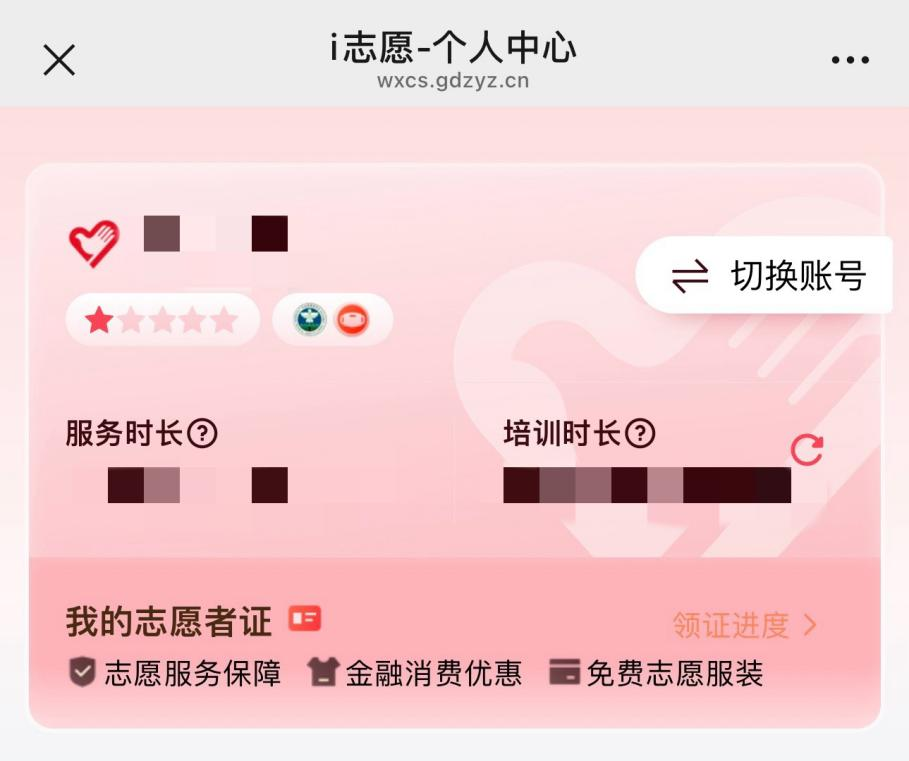 i志愿-个人中心
wxcs.gdzyz.cn
切换账号
服务时长? 培训时长?
我的志愿者证 领证进度 >
志愿服务保障 金融消费优惠 免费志愿服装